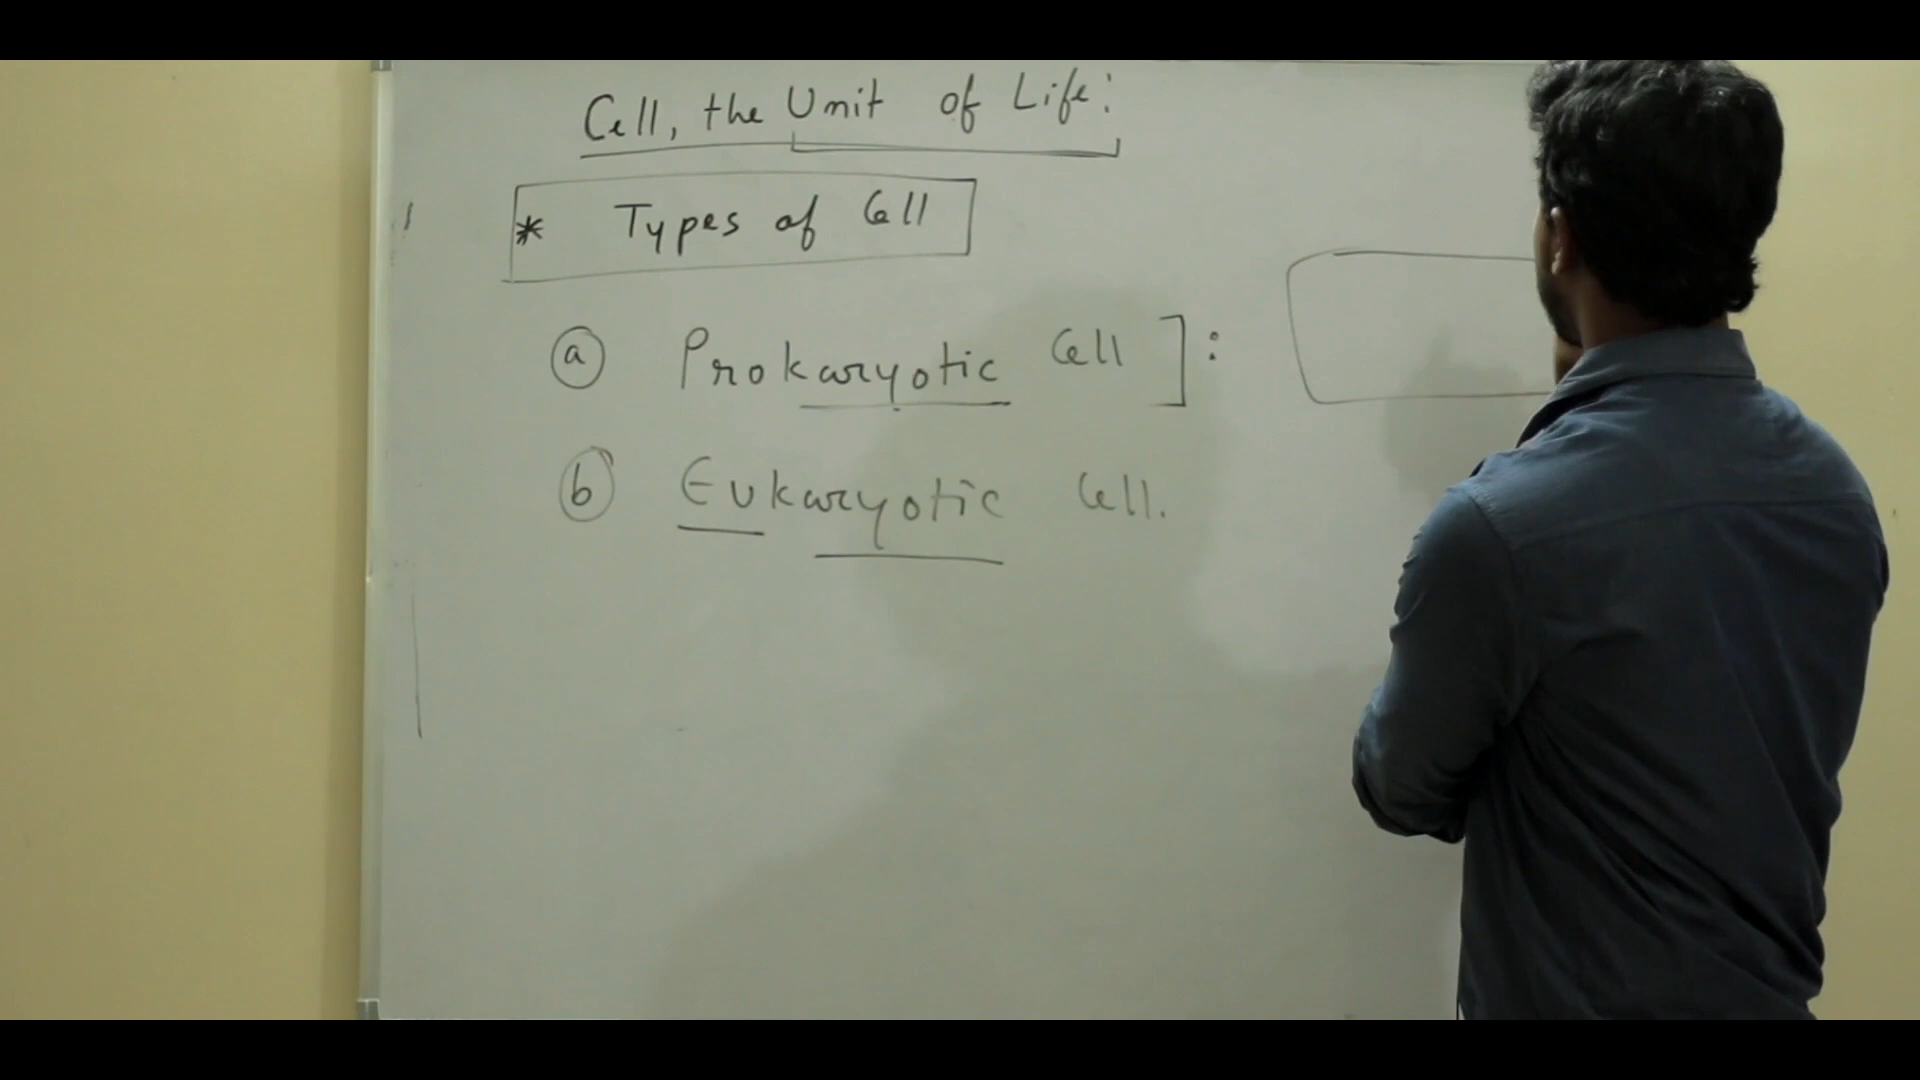 Cell, the Unit of Life:
* Types of Cell
(a) Prokaryotic Cell ] :
(b) Eukaryotic Cell.